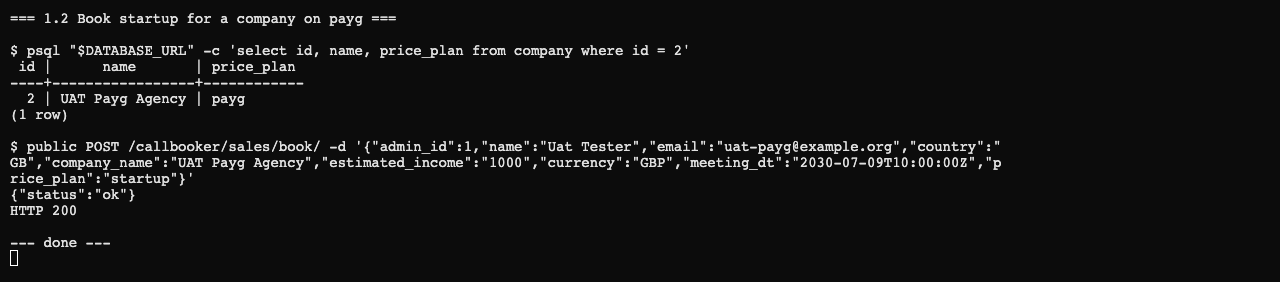 === 1.2 Book startup for a company on payg ===
$ psql "$DATABASE_URL" -c 'select id, name, price_plan from company where id = 2'
 id |      name       | price_plan
----+-----------------+------------
  2 | UAT Payg Agency | payg
(1 row)
$ public POST /callbooker/sales/book/ -d '{"admin_id":1,"name":"Uat Tester","email":"uat-payg@example.org","country":"
GB","company_name":"UAT Payg Agency","estimated_income":"1000","currency":"GBP","meeting_dt":"2030-07-09T10:00:00Z","p
rice_plan":"startup"}'
{"status":"ok"}
HTTP 200
--- done ---